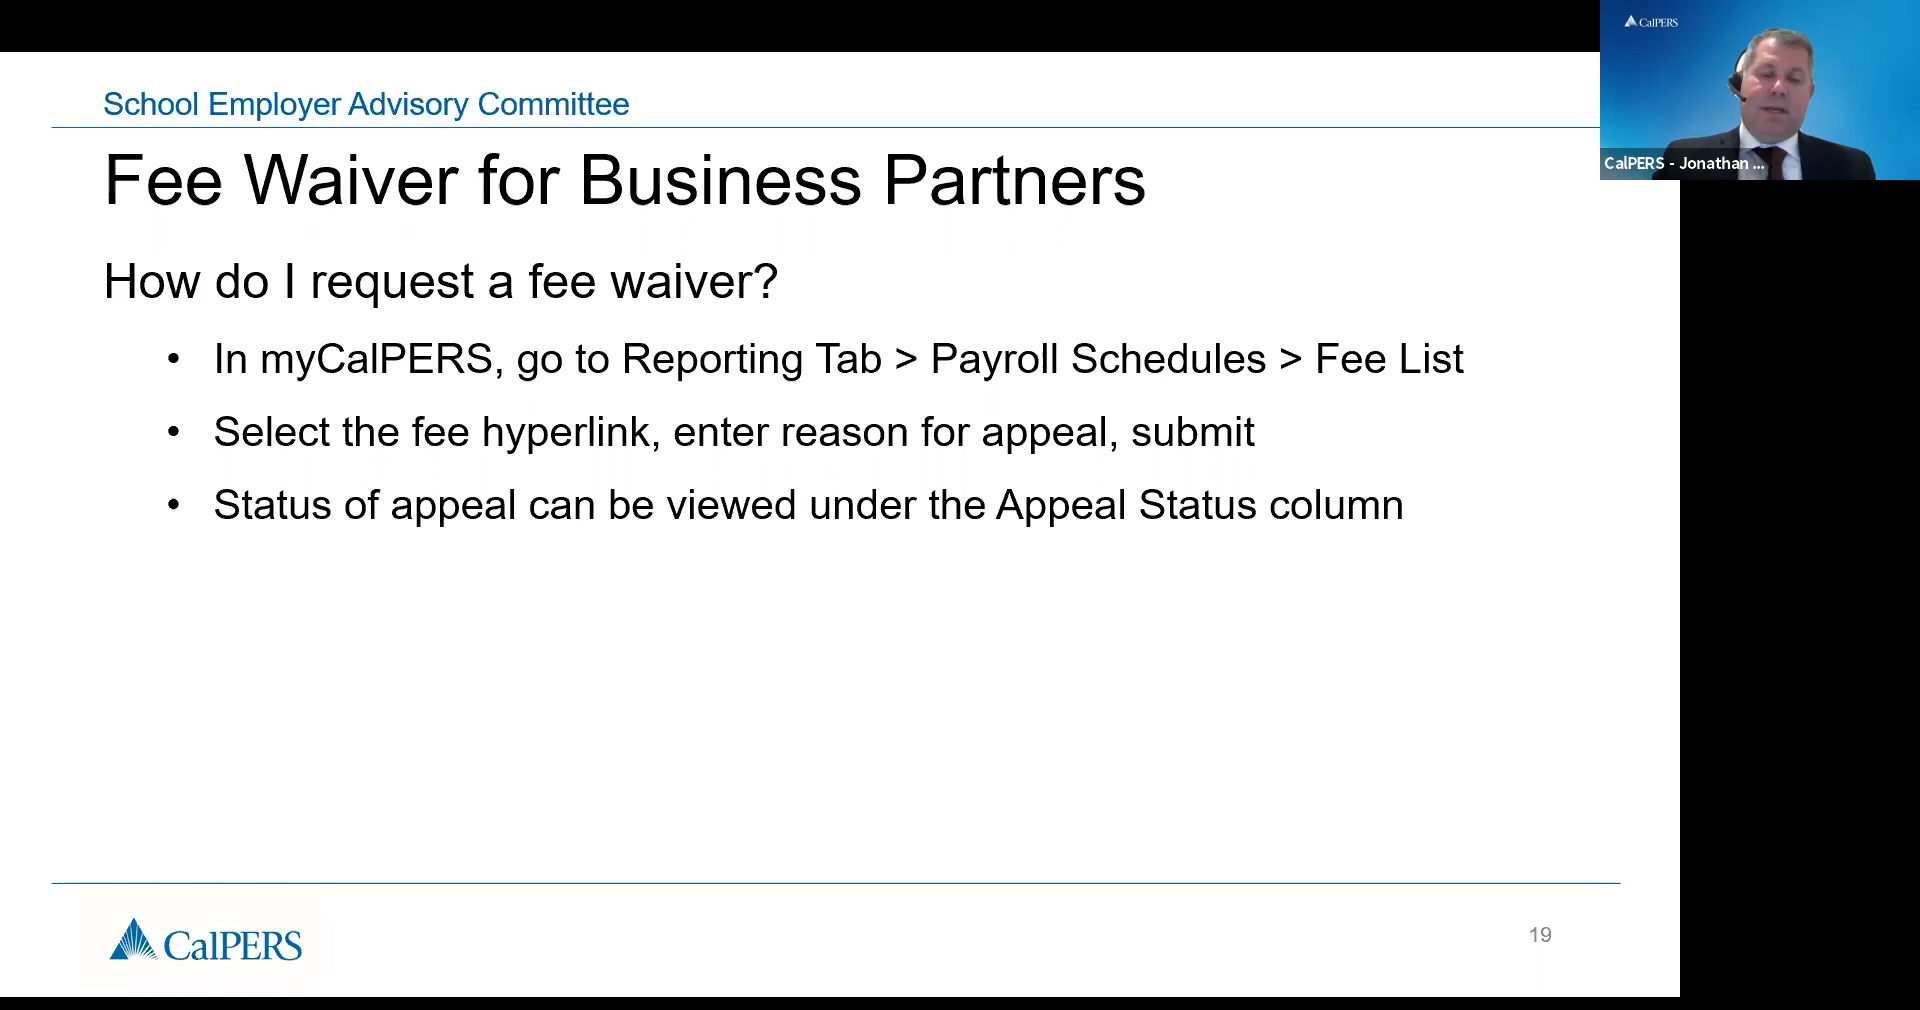 School Employer Advisory Committee
Fee Waiver for Business Partners
How do I request a fee waiver?
• In myCalPERS, go to Reporting Tab > Payroll Schedules > Fee List
• Select the fee hyperlink, enter reason for appeal, submit
• Status of appeal can be viewed under the Appeal Status column
CalPERS
19
CalPERS
CalPERS - Jonathan ...